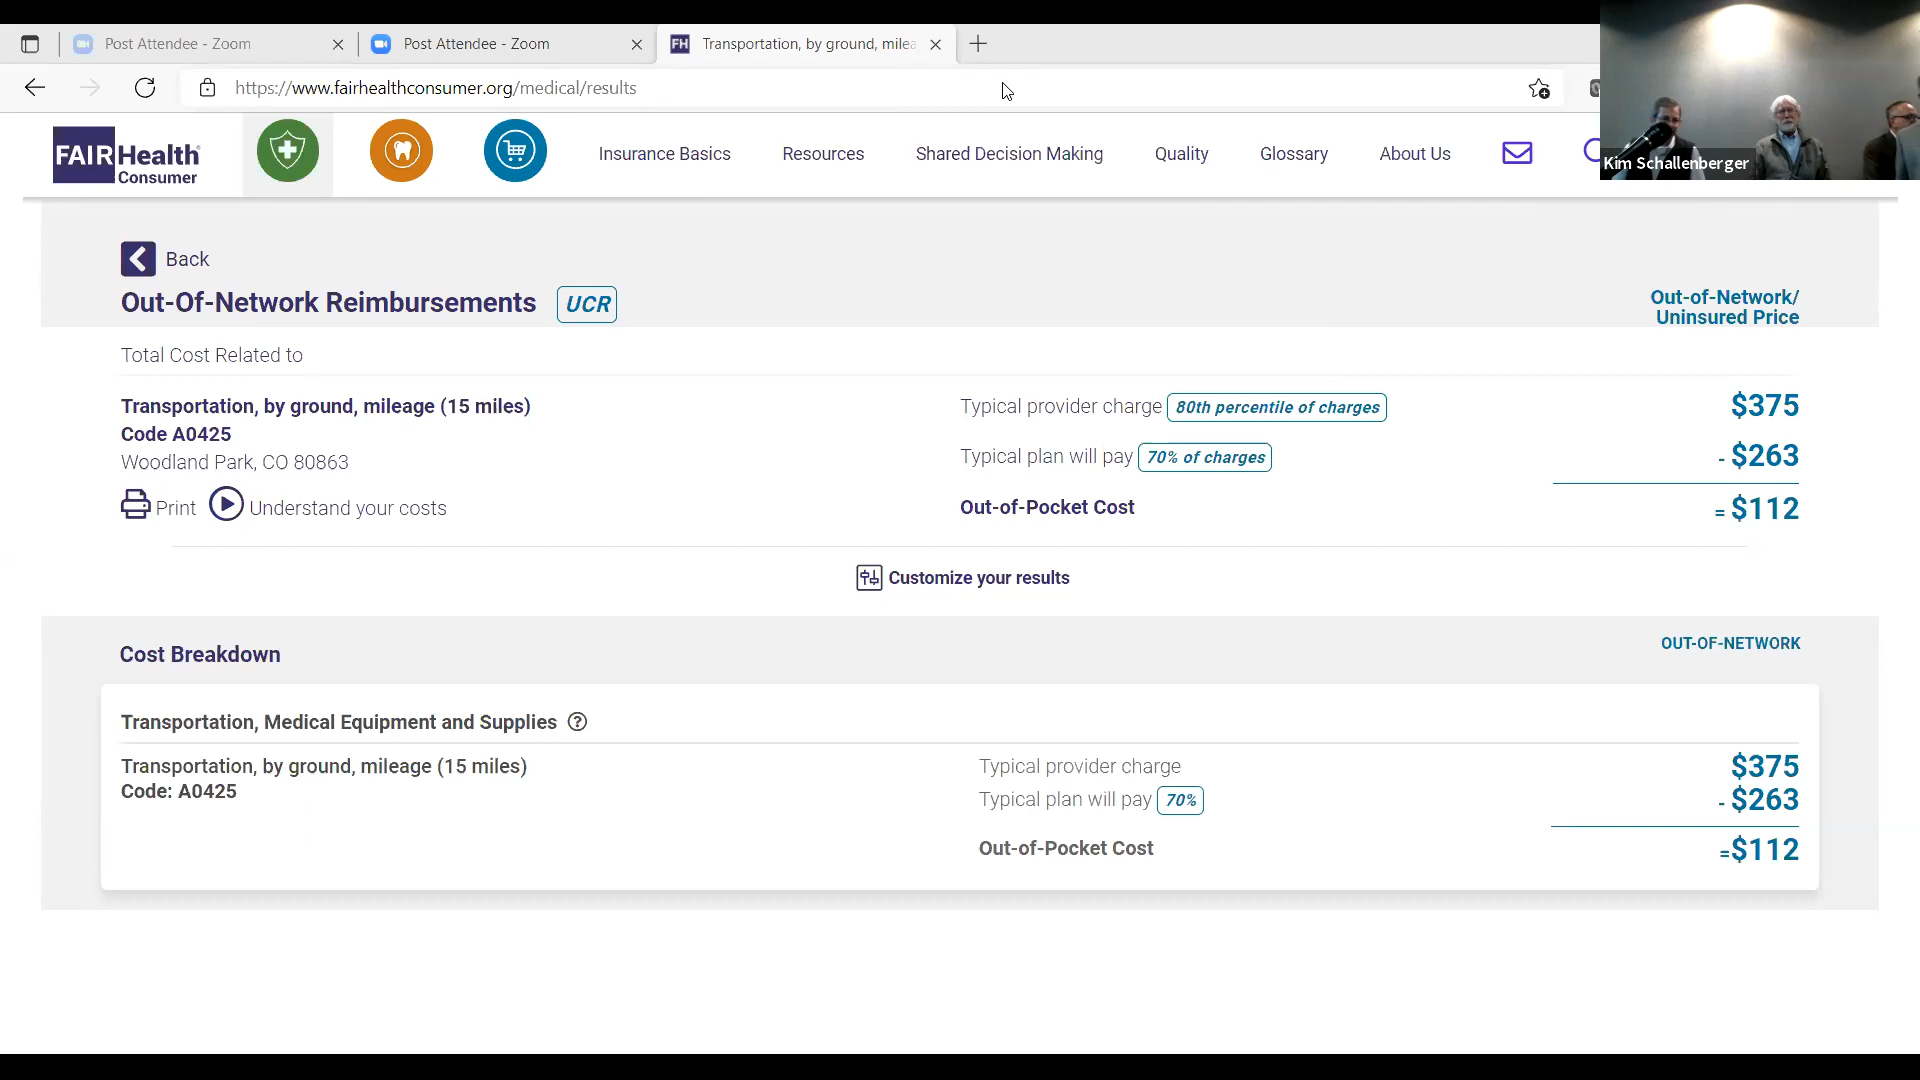 Post Attendee - Zoom
Post Attendee - Zoom
FH
Transportation, by ground, milea
https://www.fairhealthconsumer.org/medical/results
FAIR Health
Consumer
Insurance Basics
Resources
Shared Decision Making
Quality
Glossary
About Us
Kim Schallenberger
Back
Out-Of-Network Reimbursements UCR
Out-of-Network/
Uninsured Price
Total Cost Related to
Transportation, by ground, mileage (15 miles)
Code A0425
Woodland Park, CO 80863
Print Understand your costs
Typical provider charge 80th percentile of charges $375
Typical plan will pay 70% of charges - $263
Out-of-Pocket Cost = $112
Customize your results
Cost Breakdown
OUT-OF-NETWORK
Transportation, Medical Equipment and Supplies ?
Transportation, by ground, mileage (15 miles)
Code: A0425
Typical provider charge $375
Typical plan will pay 70% - $263
Out-of-Pocket Cost =$112